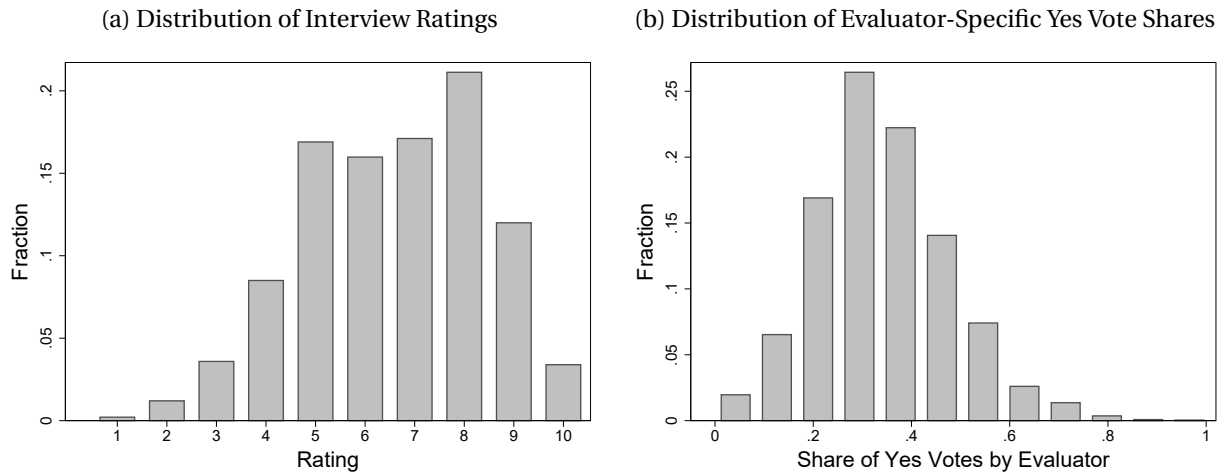 (a) Distribution of Interview Ratings
Fraction
.2
.15
.1
.05
0
1 2 3 4 5 6 7 8 9 10
Rating
(b) Distribution of Evaluator-Specific Yes Vote Shares
Fraction
.25
.2
.15
.1
.05
0
0 .2 .4 .6 .8 1
Share of Yes Votes by Evaluator